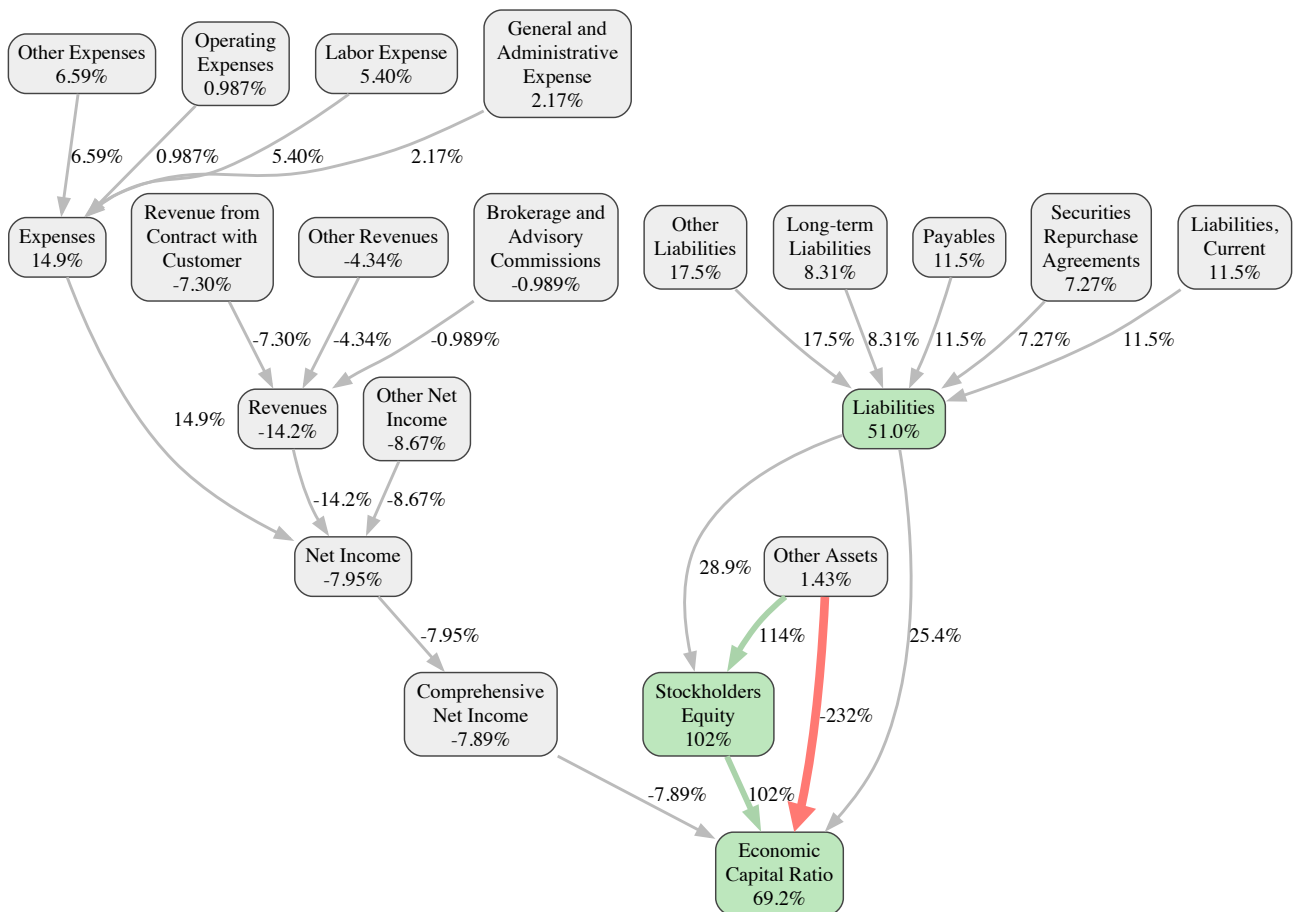 Other Expenses
6.59%
Operating
Expenses
0.987%
Labor Expense
5.40%
General and
Administrative
Expense
2.17%
6.59%
0.987%
5.40%
2.17%
Expenses
14.9%
Revenue from
Contract with
Customer
-7.30%
Other Revenues
-4.34%
Brokerage and
Advisory
Commissions
-0.989%
Other
Liabilities
17.5%
Long-term
Liabilities
8.31%
Payables
11.5%
Securities
Repurchase
Agreements
7.27%
Liabilities,
Current
11.5%
-7.30%
-4.34%
-0.989%
17.5%
8.31%
11.5%
7.27%
11.5%
14.9%
Revenues
-14.2%
Other Net
Income
-8.67%
Liabilities
51.0%
-14.2%
-8.67%
Net Income
-7.95%
28.9%
Other Assets
1.43%
-7.95%
114%
25.4%
Comprehensive
Net Income
-7.89%
Stockholders
Equity
102%
-232%
-7.89%
102%
Economic
Capital Ratio
69.2%